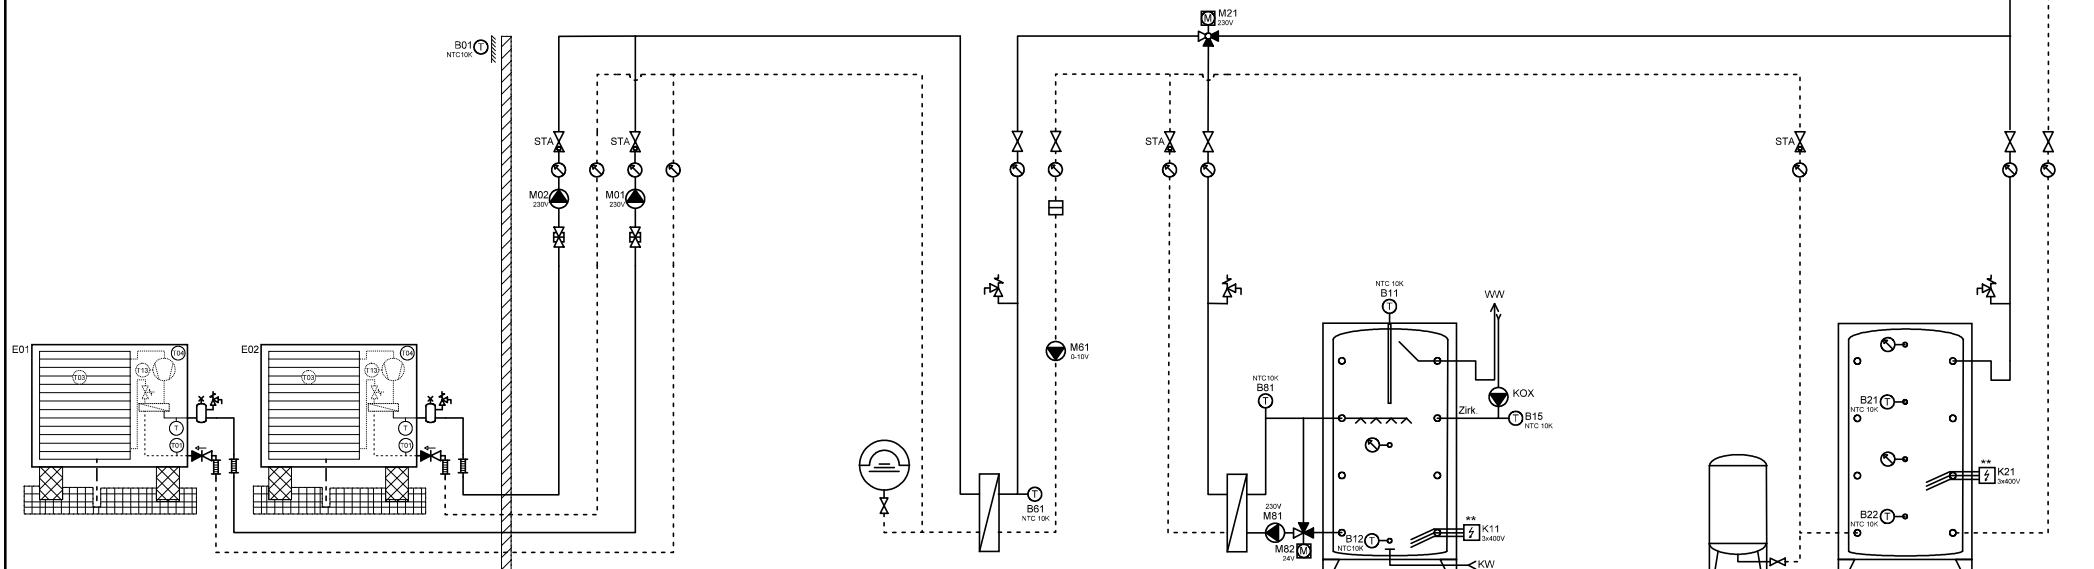 M21
230V
B01
NTC10K
STA
STA
STA
STA
M02
230V
M01
230V
NTC 10K
B11
WW
E01
E02
T04
T04
T13
T13
T03
T03
M61
0-10V
NTC10K
B81
KOX
Zirk.
B15
NTC 10K
B21
NTC 10K
T
T
T01
T01
**
K21
3x400V
B61
NTC 10K
230V
M81
M82
24V
B12
NTC10K
**
K11
3x400V
B22
NTC 10K
KW